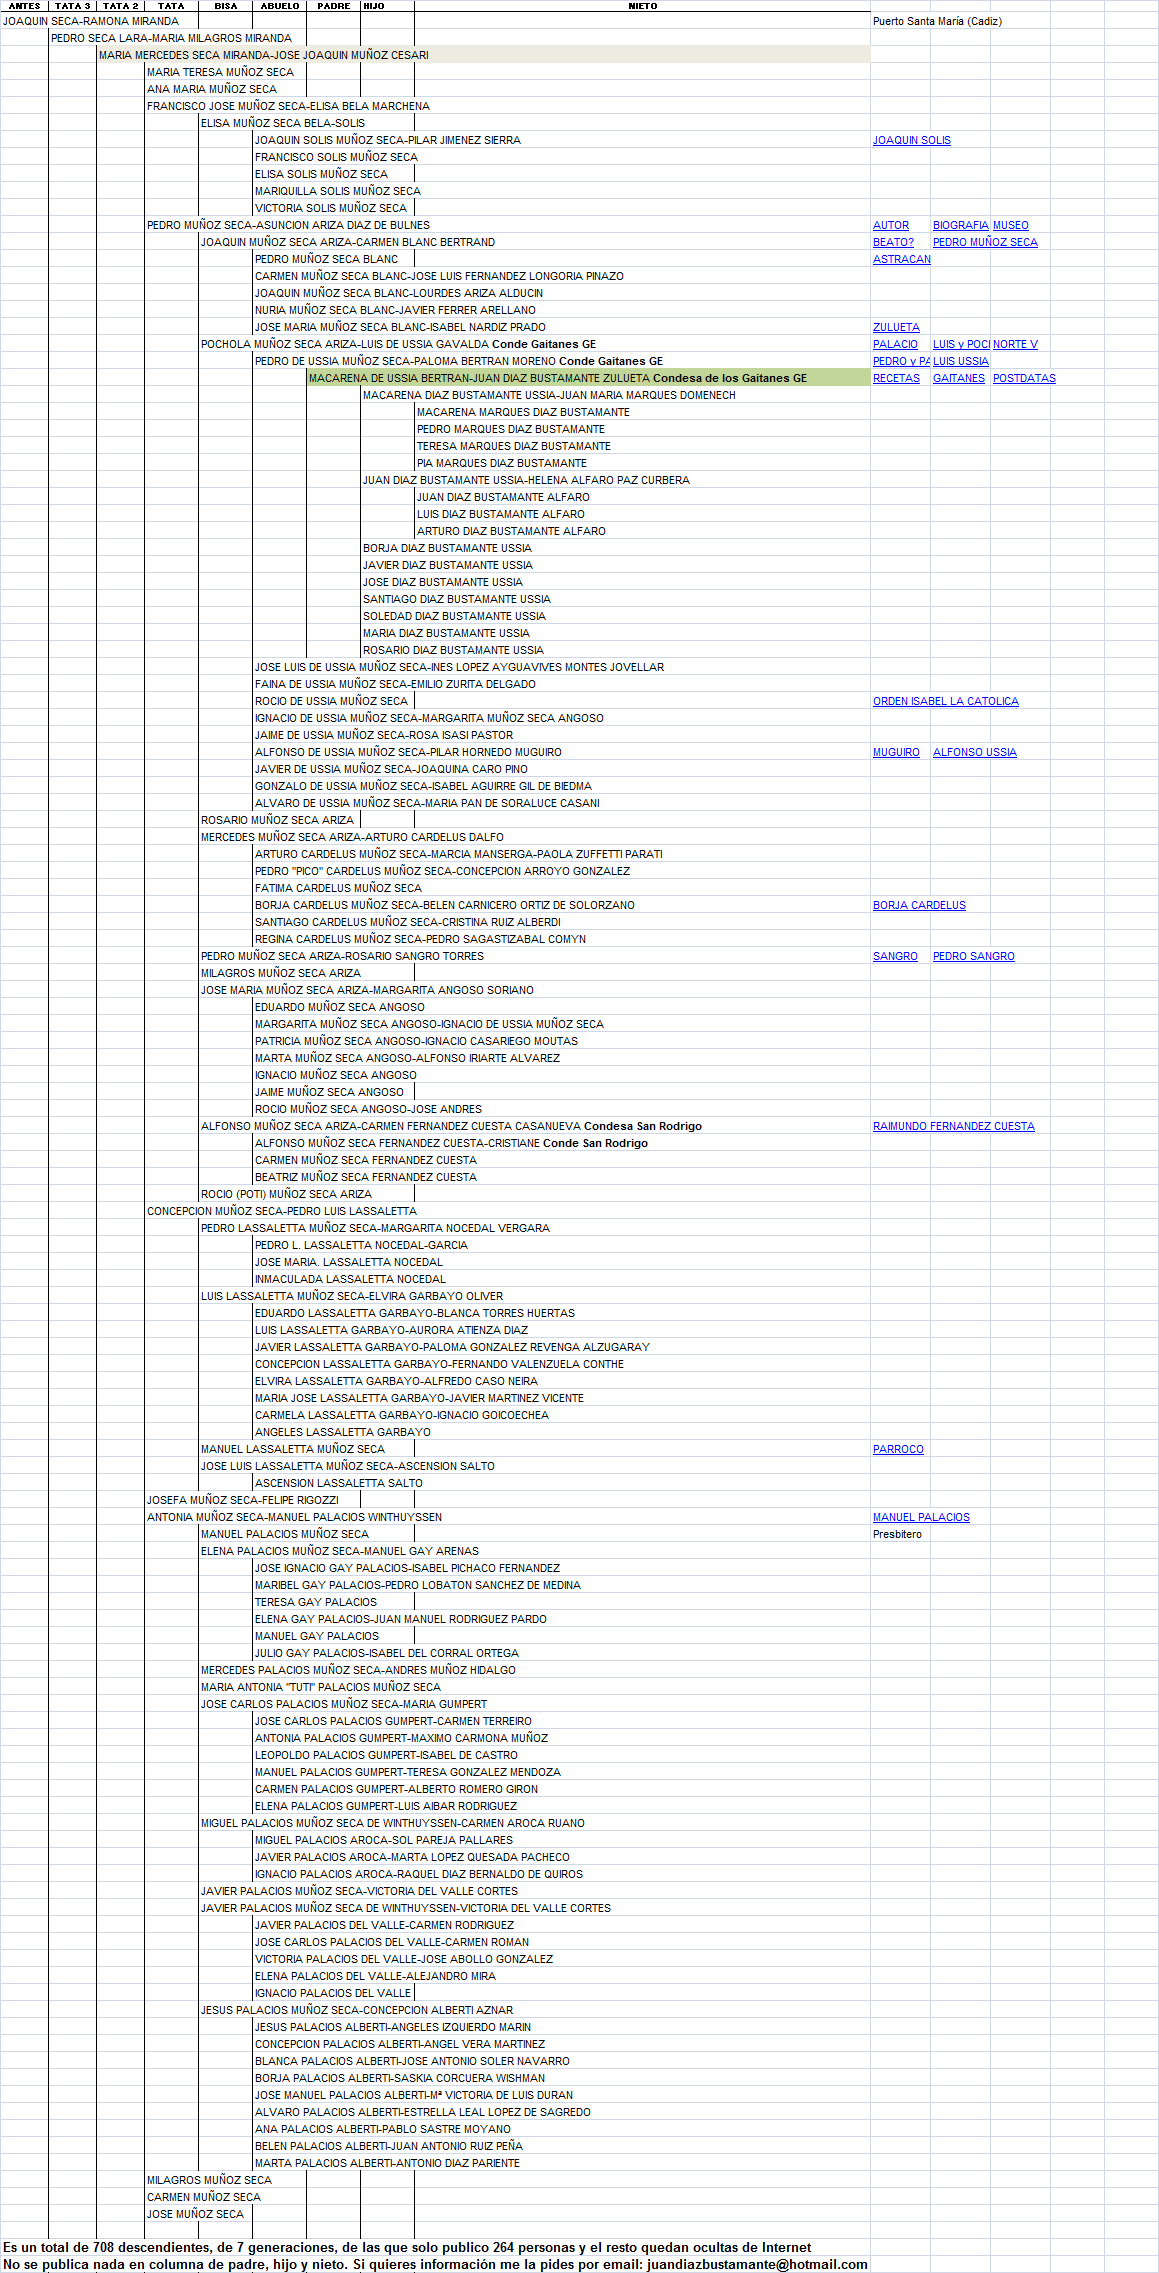 ANTES TATA 3 TATA 2 TATA BISA ABUELO PADRE HIJO NIETO
JOAQUIN SECA-RAMONA MIRANDA Puerto Santa María (Cadiz)
PEDRO SECA LARA-MARIA MILAGROS MIRANDA
MARIA MERCEDES SECA MIRANDA-JOSE JOAQUIN MUÑOZ CESARI
MARIA TERESA MUÑOZ SECA
ANA MARIA MUÑOZ SECA
FRANCISCO JOSE MUÑOZ SECA-ELISA BELA MARCHENA
ELISA MUÑOZ SECA BELA-SOLIS
JOAQUIN SOLIS MUÑOZ SECA-PILAR JIMENEZ SIERRA JOAQUIN SOLIS
FRANCISCO SOLIS MUÑOZ SECA
ELISA SOLIS MUÑOZ SECA
MARIQUILLA SOLIS MUÑOZ SECA
VICTORIA SOLIS MUÑOZ SECA
PEDRO MUÑOZ SECA-ASUNCION ARIZA DIAZ DE BULNES AUTOR BIOGRAFIA MUSEO
JOAQUIN MUÑOZ SECA ARIZA-CARMEN BLANC BERTRAND BEATO? PEDRO MUÑOZ SECA
PEDRO MUÑOZ SECA BLANC ASTRACAN
CARMEN MUÑOZ SECA BLANC-JOSE LUIS FERNANDEZ LONGORIA PINAZO
JOAQUIN MUÑOZ SECA BLANC-LOURDES ARIZA ALDUCIN
NURIA MUÑOZ SECA BLANC-JAVIER FERRER ARELLANO
JOSE MARIA MUÑOZ SECA BLANC-ISABEL NARDIZ PRADO ZULUETA
POCHOLA MUÑOZ SECA ARIZA-LUIS DE USSIA GAVALDA Conde Gaitanes GE PALACIO LUIS y POCI NORTE V
PEDRO DE USSIA MUÑOZ SECA-PALOMA BERTRAN MORENO Conde Gaitanes GE PEDRO y PA LUIS USSIA
MACARENA DE USSIA BERTRAN-JUAN DIAZ BUSTAMANTE ZULUETA Condesa de los Gaitanes GE RECETAS GAITANES POSTDATAS
MACARENA DIAZ BUSTAMANTE USSIA-JUAN MARIA MARQUES DOMENECH
MACARENA MARQUES DIAZ BUSTAMANTE
PEDRO MARQUES DIAZ BUSTAMANTE
TERESA MARQUES DIAZ BUSTAMANTE
PIA MARQUES DIAZ BUSTAMANTE
JUAN DIAZ BUSTAMANTE USSIA-HELENA ALFARO PAZ CURBERA
JUAN DIAZ BUSTAMANTE ALFARO
LUIS DIAZ BUSTAMANTE ALFARO
ARTURO DIAZ BUSTAMANTE ALFARO
BORJA DIAZ BUSTAMANTE USSIA
JAVIER DIAZ BUSTAMANTE USSIA
JOSE DIAZ BUSTAMANTE USSIA
SANTIAGO DIAZ BUSTAMANTE USSIA
SOLEDAD DIAZ BUSTAMANTE USSIA
MARIA DIAZ BUSTAMANTE USSIA
ROSARIO DIAZ BUSTAMANTE USSIA
JOSE LUIS DE USSIA MUÑOZ SECA-INES LOPEZ AYGUAVIVES MONTES JOVELLAR
FAINA DE USSIA MUÑOZ SECA-EMILIO ZURITA DELGADO
ROCIO DE USSIA MUÑOZ SECA ORDEN ISABEL LA CATOLICA
IGNACIO DE USSIA MUÑOZ SECA-MARGARITA MUÑOZ SECA ANGOSO
JAIME DE USSIA MUÑOZ SECA-ROSA ISASI PASTOR
ALFONSO DE USSIA MUÑOZ SECA-PILAR HORNEDO MUGUIRO MUGUIRO ALFONSO USSIA
JAVIER DE USSIA MUÑOZ SECA-JOAQUINA CARO PINO
GONZALO DE USSIA MUÑOZ SECA-ISABEL AGUIRRE GIL DE BIEDMA
ALVARO DE USSIA MUÑOZ SECA-MARIA PAN DE SORALUCE CASANI
ROSARIO MUÑOZ SECA ARIZA
MERCEDES MUÑOZ SECA ARIZA-ARTURO CARDELUS DALFO
ARTURO CARDELUS MUÑOZ SECA-MARCIA MANSERGA-PAOLA ZUFFETTI PARATI
PEDRO "PICO" CARDELUS MUÑOZ SECA-CONCEPCION ARROYO GONZALEZ
FATIMA CARDELUS MUÑOZ SECA
BORJA CARDELUS MUÑOZ SECA-BELEN CARNICERO ORTIZ DE SOLORZANO BORJA CARDELUS
SANTIAGO CARDELUS MUÑOZ SECA-CRISTINA RUIZ ALBERDI
REGINA CARDELUS MUÑOZ SECA-PEDRO SAGASTIZABAL COMYN
PEDRO MUÑOZ SECA ARIZA-ROSARIO SANGRO TORRES SANGRO PEDRO SANGRO
MILAGROS MUÑOZ SECA ARIZA
JOSE MARIA MUÑOZ SECA ARIZA-MARGARITA ANGOSO SORIANO
EDUARDO MUÑOZ SECA ANGOSO
MARGARITA MUÑOZ SECA ANGOSO-IGNACIO DE USSIA MUÑOZ SECA
PATRICIA MUÑOZ SECA ANGOSO-IGNACIO CASARIEGO MOUTAS
MARTA MUÑOZ SECA ANGOSO-ALFONSO IRIARTE ALVAREZ
IGNACIO MUÑOZ SECA ANGOSO
JAIME MUÑOZ SECA ANGOSO
ROCIO MUÑOZ SECA ANGOSO-JOSE ANDRES
ALFONSO MUÑOZ SECA ARIZA-CARMEN FERNANDEZ CUESTA CASANUEVA Condesa San Rodrigo RAIMUNDO FERNANDEZ CUESTA
ALFONSO MUÑOZ SECA FERNANDEZ CUESTA-CRISTIANE Conde San Rodrigo
CARMEN MUÑOZ SECA FERNANDEZ CUESTA
BEATRIZ MUÑOZ SECA FERNANDEZ CUESTA
ROCIO (POTI) MUÑOZ SECA ARIZA
CONCEPCION MUÑOZ SECA-PEDRO LUIS LASSALETTA
PEDRO LASSALETTA MUÑOZ SECA-MARGARITA NOCEDAL VERGARA
PEDRO L. LASSALETTA NOCEDAL-GARCIA
JOSE MARIA. LASSALETTA NOCEDAL
INMACULADA LASSALETTA NOCEDAL
LUIS LASSALETTA MUÑOZ SECA-ELVIRA GARBAYO OLIVER
EDUARDO LASSALETTA GARBAYO-BLANCA TORRES HUERTAS
LUIS LASSALETTA GARBAYO-AURORA ATIENZA DIAZ
JAVIER LASSALETTA GARBAYO-PALOMA GONZALEZ REVENGA ALZUGARAY
CONCEPCION LASSALETTA GARBAYO-FERNANDO VALENZUELA CONTHE
ELVIRA LASSALETTA GARBAYO-ALFREDO CASO NEIRA
MARIA JOSE LASSALETTA GARBAYO-JAVIER MARTINEZ VICENTE
CARMELA LASSALETTA GARBAYO-IGNACIO GOICOECHEA
ANGELES LASSALETTA GARBAYO
MANUEL LASSALETTA MUÑOZ SECA PARROCO
JOSE LUIS LASSALETTA MUÑOZ SECA-ASCENSION SALTO
ASCENSION LASSALETTA SALTO
JOSEFA MUÑOZ SECA-FELIPE RIGOZZI
ANTONIA MUÑOZ SECA-MANUEL PALACIOS WINTHUYSSEN MANUEL PALACIOS
MANUEL PALACIOS MUÑOZ SECA Presbitero
ELENA PALACIOS MUÑOZ SECA-MANUEL GAY ARENAS
JOSE IGNACIO GAY PALACIOS-ISABEL PICHACO FERNANDEZ
MARIBEL GAY PALACIOS-PEDRO LOBATON SANCHEZ DE MEDINA
TERESA GAY PALACIOS
ELENA GAY PALACIOS-JUAN MANUEL RODRIGUEZ PARDO
MANUEL GAY PALACIOS
JULIO GAY PALACIOS-ISABEL DEL CORRAL ORTEGA
MERCEDES PALACIOS MUÑOZ SECA-ANDRES MUÑOZ HIDALGO
MARIA ANTONIA "TUTI" PALACIOS MUÑOZ SECA
JOSE CARLOS PALACIOS MUÑOZ SECA-MARIA GUMPERT
JOSE CARLOS PALACIOS GUMPERT-CARMEN TERREIRO
ANTONIA PALACIOS GUMPERT-MAXIMO CARMONA MUÑOZ
LEOPOLDO PALACIOS GUMPERT-ISABEL DE CASTRO
MANUEL PALACIOS GUMPERT-TERESA GONZALEZ MENDOZA
CARMEN PALACIOS GUMPERT-ALBERTO ROMERO GIRON
ELENA PALACIOS GUMPERT-LUIS AIBAR RODRIGUEZ
MIGUEL PALACIOS MUÑOZ SECA DE WINTHUYSSEN-CARMEN AROCA RUANO
MIGUEL PALACIOS AROCA-SOL PAREJA PALLARES
JAVIER PALACIOS AROCA-MARTA LOPEZ QUESADA PACHECO
IGNACIO PALACIOS AROCA-RAQUEL DIAZ BERNALDO DE QUIROS
JAVIER PALACIOS MUÑOZ SECA-VICTORIA DEL VALLE CORTES
JAVIER PALACIOS MUÑOZ SECA DE WINTHUYSSEN-VICTORIA DEL VALLE CORTES
JAVIER PALACIOS DEL VALLE-CARMEN RODRIGUEZ
JOSE CARLOS PALACIOS DEL VALLE-CARMEN ROMAN
VICTORIA PALACIOS DEL VALLE-JOSE ABOLLO GONZALEZ
ELENA PALACIOS DEL VALLE-ALEJANDRO MIRA
IGNACIO PALACIOS DEL VALLE
JESUS PALACIOS MUÑOZ SECA-CONCEPCION ALBERTI AZNAR
JESUS PALACIOS ALBERTI-ANGELES IZQUIERDO MARIN
CONCEPCION PALACIOS ALBERTI-ANGEL VERA MARTINEZ
BLANCA PALACIOS ALBERTI-JOSE ANTONIO SOLER NAVARRO
BORJA PALACIOS ALBERTI-SASKIA CORCUERA WISHMAN
JOSE MANUEL PALACIOS ALBERTI-Mª VICTORIA DE LUIS DURAN
ALVARO PALACIOS ALBERTI-ESTRELLA LEAL LOPEZ DE SAGREDO
ANA PALACIOS ALBERTI-PABLO SASTRE MOYANO
BELEN PALACIOS ALBERTI-JUAN ANTONIO RUIZ PEÑA
MARTA PALACIOS ALBERTI-ANTONIO DIAZ PARIENTE
MILAGROS MUÑOZ SECA
CARMEN MUÑOZ SECA
JOSE MUÑOZ SECA
Es un total de 708 descendientes, de 7 generaciones, de las que solo publico 264 personas y el resto quedan ocultas de Internet
No se publica nada en columna de padre, hijo y nieto. Si quieres información me la pides por email: juandiazbustamante@hotmail.com